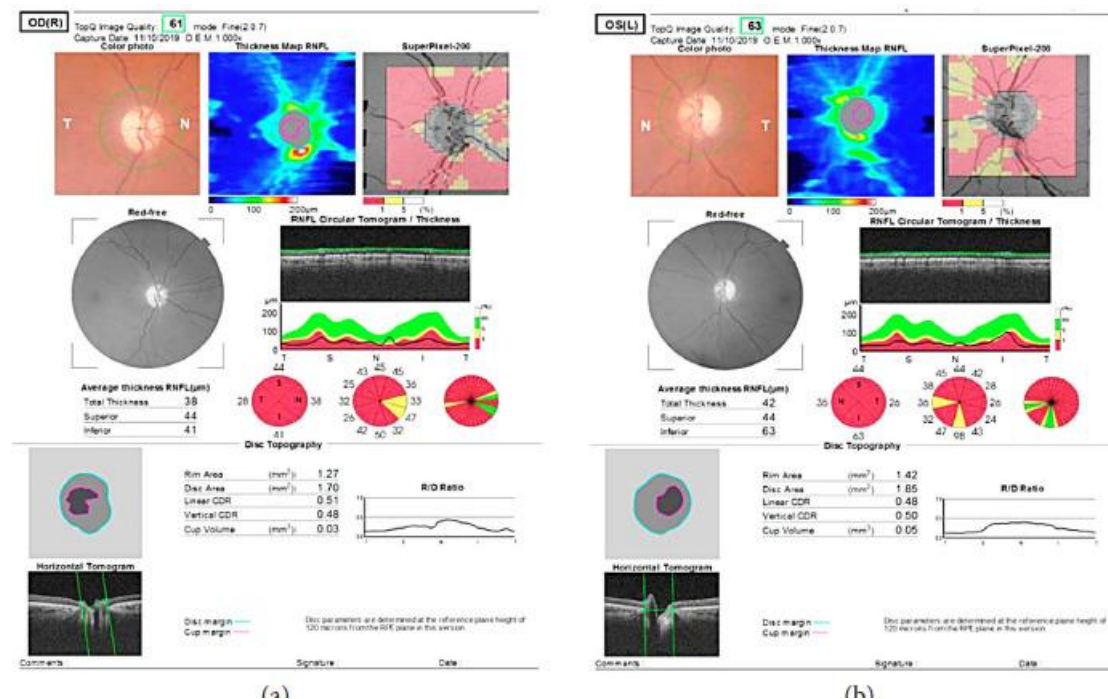 OD(R) TopQ Image Quality: 61 mode: Fine(2.0.7)
Capture Date: 11/10/2019 O.E.M:1.000x
Color photo Thickness Map RNFL SuperPixel-200
T N
0 100 200µm
1 5 (%)
Red-free
RNFL Circular Tomogram / Thickness
µm
200
100
0
T S N I T
Average thickness RNFL(µm)
Total Thickness 38
Superior 44
Inferior 41
44
28 38
41
S
T N
I
25
43 45
25 36
32 33
26 47
42 32
50
Disc Topography
Rim Area (mm²): 1.27
Disc Area (mm²): 1.70
Linear CDR 0.51
Vertical CDR 0.48
Cup Volume (mm³): 0.03
R/D Ratio
Horizontal Tomogram
Disc margin
Cup margin
Disc parameters are determined at the reference plane height of
120 microns from the RPE plane in this version.
Comments Signature : Date
(a)
OS(L) TopQ Image Quality: 63 mode: Fine(2.0.7)
Capture Date: 11/10/2019 O.E.M:1.000x
Color photo Thickness Map RNFL SuperPixel-200
N T
0 100 200µm
1 5 (%)
Red-free
RNFL Circular Tomogram / Thickness
µm
200
100
0
T S N I T
Average thickness RNFL(µm)
Total Thickness 42
Superior 44
Inferior 63
44
36 26
63
S
N T
I
44
45 42
38 28
36 26
36 24
47 43
98
Disc Topography
Rim Area (mm²): 1.42
Disc Area (mm²): 1.85
Linear CDR 0.48
Vertical CDR 0.50
Cup Volume (mm³): 0.05
R/D Ratio
Horizontal Tomogram
Disc margin
Cup margin
Disc parameters are determined at the reference plane height of
120 microns from the RPE plane in this version.
Comments Signature : Date
(b)